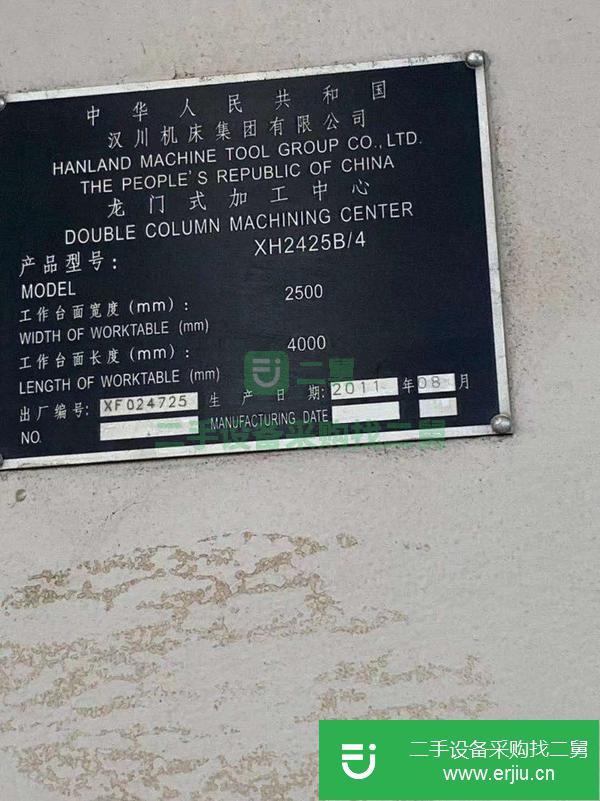 中华人民共和国
汉川机床集团有限公司
HANLAND MACHINE TOOL GROUP CO., LTD.
THE PEOPLE'S REPUBLIC OF CHINA
龙门式加工中心
DOUBLE COLUMN MACHINING CENTER
产品型号: XH2425B/4
MODEL
工作台面宽度(mm): 2500
WIDTH OF WORKTABLE (mm)
工作台面长度(mm): 4000
LENGTH OF WORKTABLE (mm)
出厂编号: XF024725 生产日期: 2011 年 08 月
NO. MANUFACTURING DATE
二舅
二手设备采购找二舅
二手设备采购找二舅
www.erjiu.cn